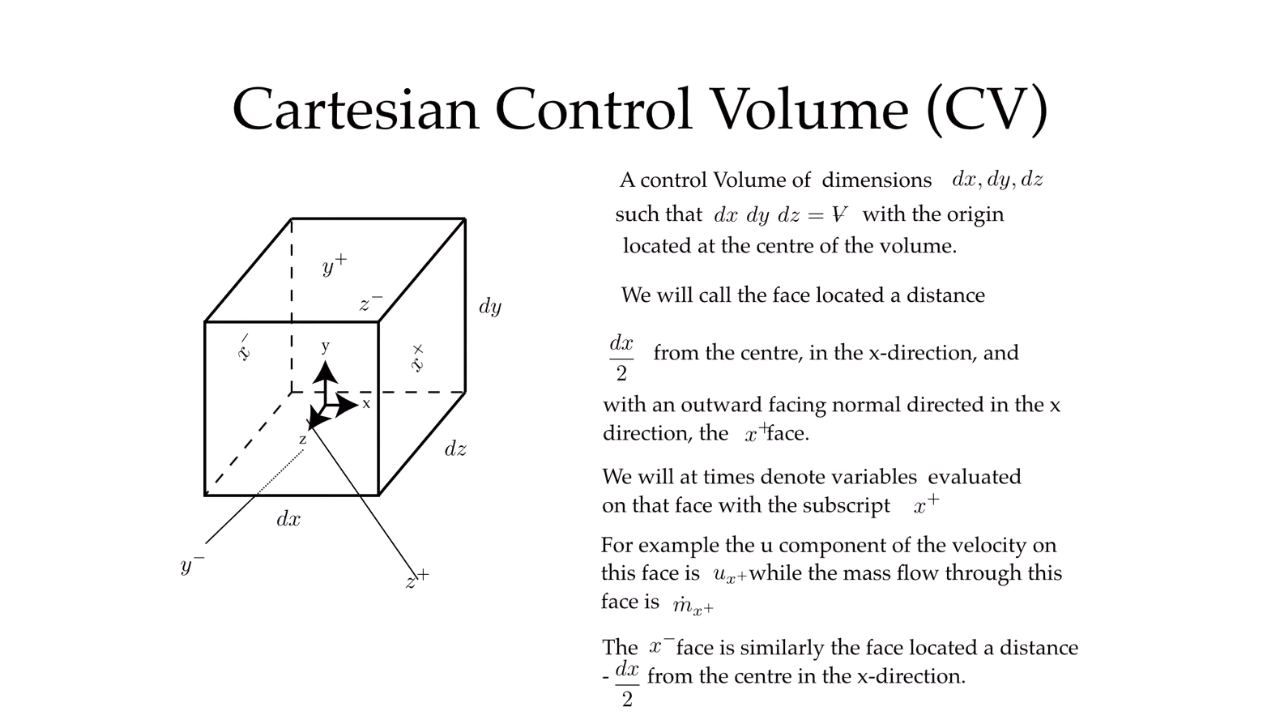 Cartesian Control Volume (CV)
A control Volume of dimensions dx, dy, dz
such that dx dy dz = V with the origin
located at the centre of the volume.
We will call the face located a distance
dx/2 from the centre, in the x-direction, and
with an outward facing normal directed in the x
direction, the x⁺face.
We will at times denote variables evaluated
on that face with the subscript x⁺
For example the u component of the velocity on
this face is uₓ₊ while the mass flow through this
face is ṁₓ₊
The x⁻ face is similarly the face located a distance
- dx/2 from the centre in the x-direction.
y⁺
z⁻
dy
x⁻
y
x⁺
x
z
dz
dx
y⁻
z⁺